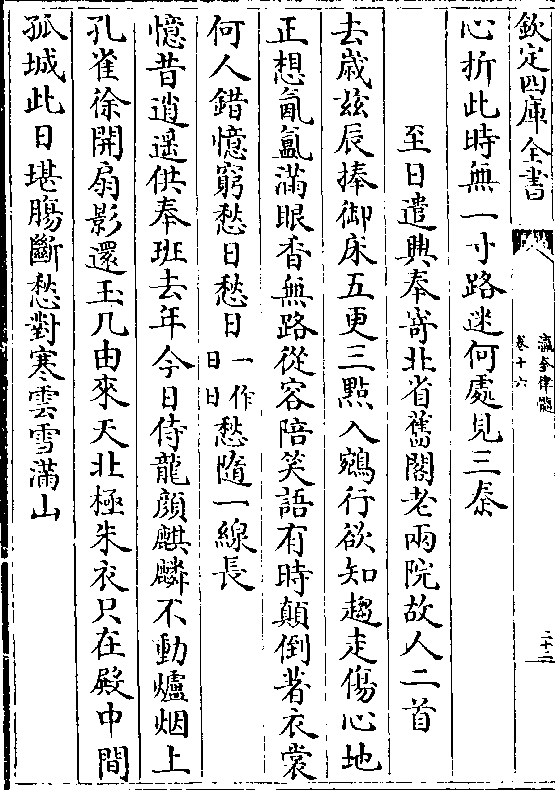 欽定四庫全書
瀛奎律髓
卷十六
二十二
心折此時無一寸路迷何處見三秦
至日遣興奉寄北省舊閣老兩院故人二首
去歲玆辰捧御床五更三點入鵷行欲知趨走傷心地
正想氤氳滿眼香無路從容陪笑語有時顛倒著衣裳
何人錯憶窮愁日愁日一作日日愁隨一線長
憶昔逍遥供奉班去年今日侍龍顔麒麟不動爐烟上
孔雀徐開扇影還玉几由來天北極朱衣只在殿中間
孤城此日堪腸斷愁對寒雲雪滿山